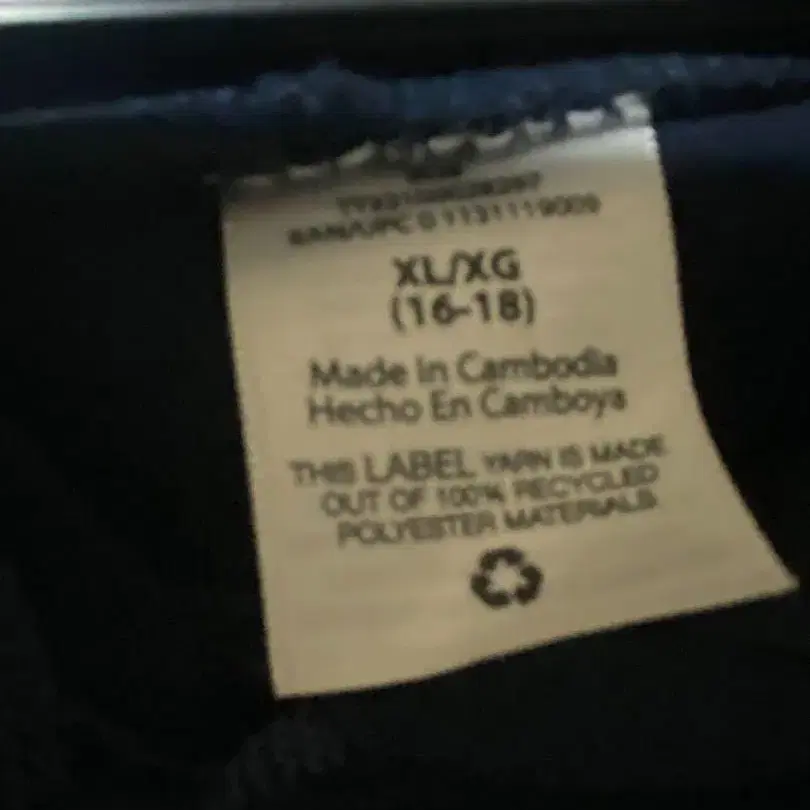 XL/XG
(16-18)
Made In Cambodia
Hecho En Camboya
THIS LABEL YARN IS MADE
OUT OF 100% RECYCLED
POLYESTER MATERIALS